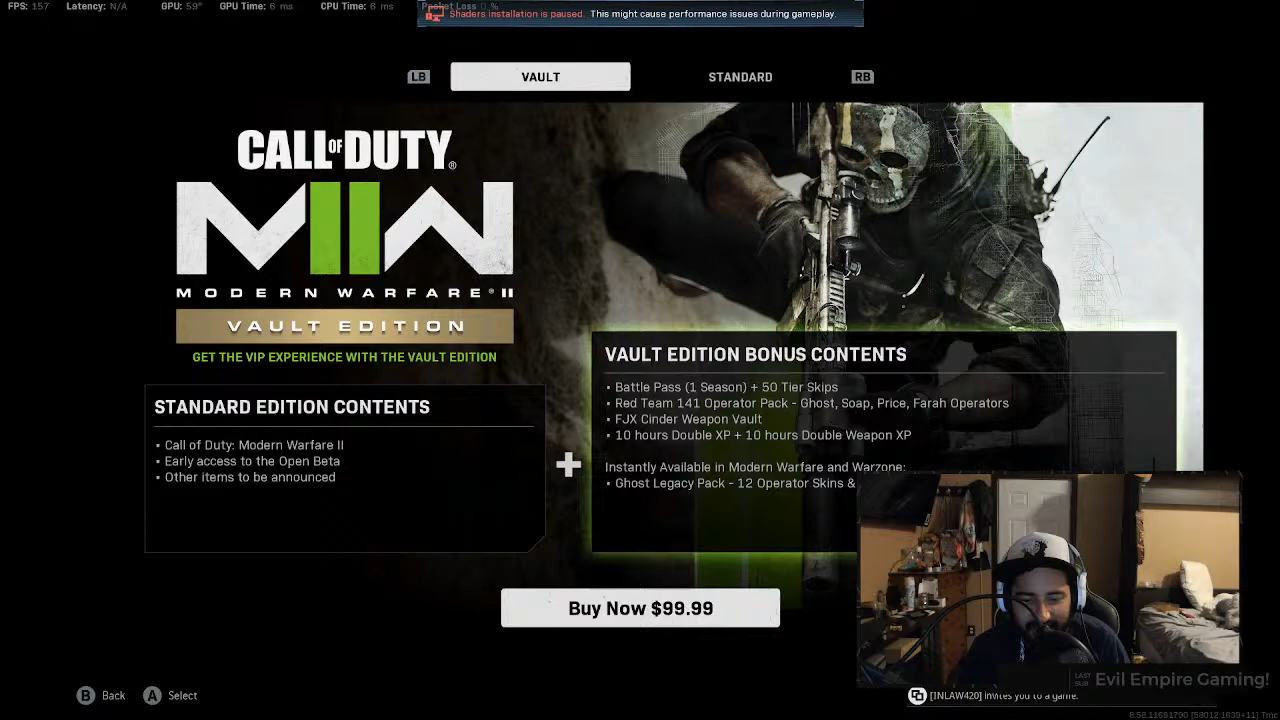 FPS: 157 Latency: N/A GPU: 59° GPU Time: 6 ms CPU Time: 6 ms Packet Loss 0 %
Shaders installation is paused. This might cause performance issues during gameplay.
LB VAULT STANDARD RB
CALL OF DUTY®
MWII
MODERN WARFARE® II
VAULT EDITION
GET THE VIP EXPERIENCE WITH THE VAULT EDITION
STANDARD EDITION CONTENTS
▪ Call of Duty: Modern Warfare II
▪ Early access to the Open Beta
▪ Other items to be announced
VAULT EDITION BONUS CONTENTS
▪ Battle Pass (1 Season) + 50 Tier Skips
▪ Red Team 141 Operator Pack - Ghost, Soap, Price, Farah Operators
▪ FJX Cinder Weapon Vault
▪ 10 hours Double XP + 10 hours Double Weapon XP
Instantly Available in Modern Warfare and Warzone:
▪ Ghost Legacy Pack - 12 Operator Skins &
Buy Now $99.99
B Back A Select
LAST SUB Evil Empire Gaming!
[INLAW420] invites you to a game.